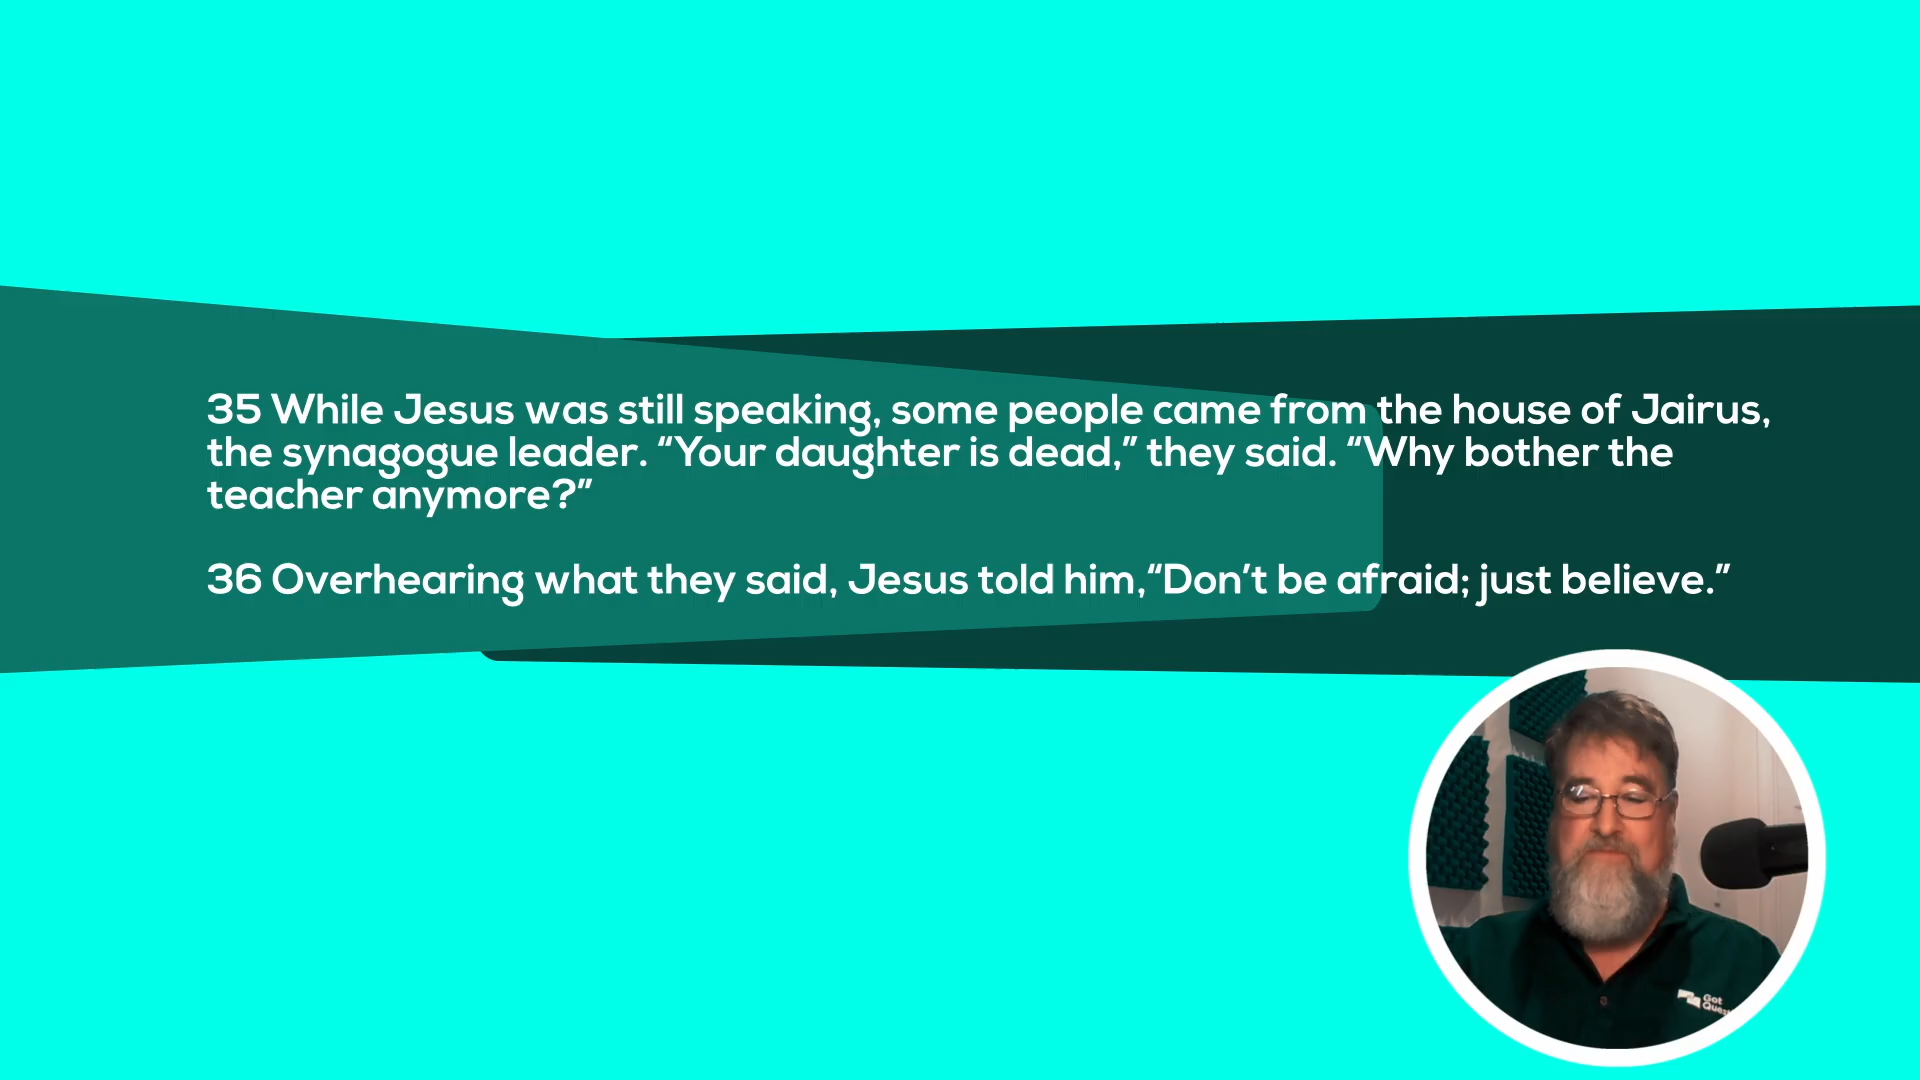 35 While Jesus was still speaking, some people came from the house of Jairus,
the synagogue leader. “Your daughter is dead,” they said. “Why bother the
teacher anymore?”
36 Overhearing what they said, Jesus told him,“Don’t be afraid; just believe.”
Got